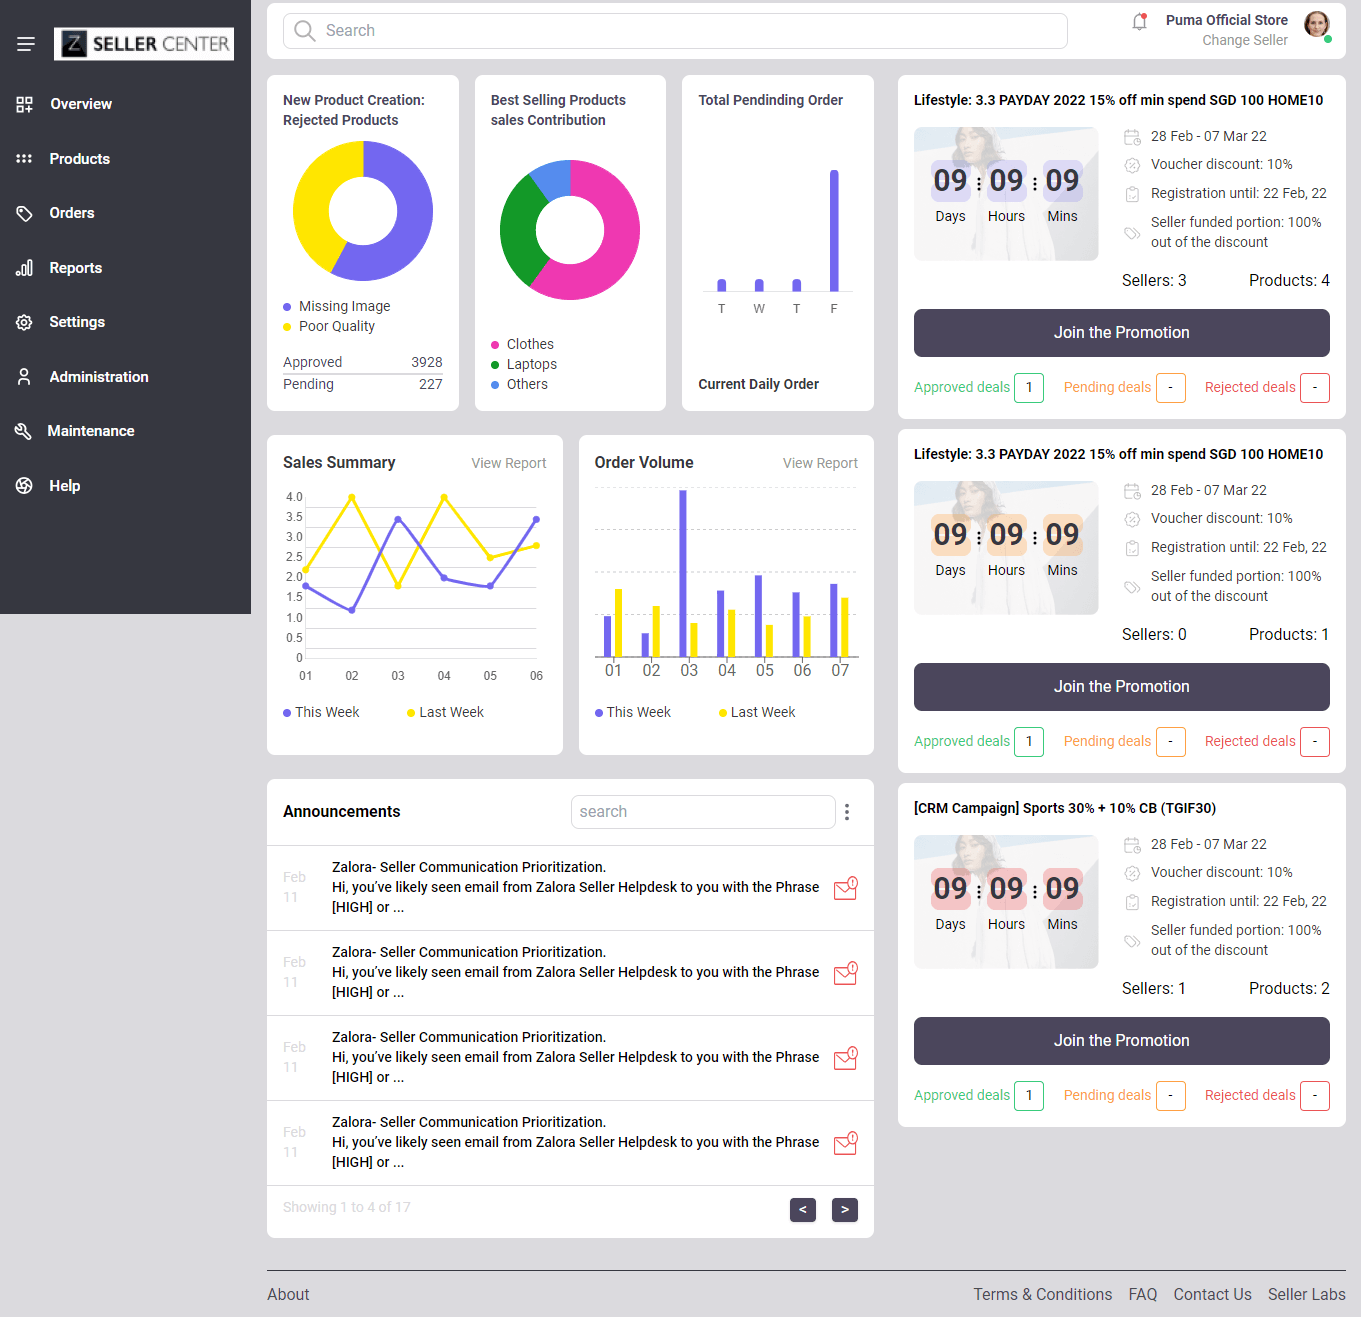 Z SELLER CENTER
Overview
Products
Orders
Reports
Settings
Administration
Maintenance
Help
Search
Puma Official Store
Change Seller
New Product Creation:
Rejected Products
Missing Image
Poor Quality
Approved 3928
Pending 227
Best Selling Products
sales Contribution
Clothes
Laptops
Others
Total Pendinding Order
T W T F
Current Daily Order
Sales Summary View Report
4.0
3.5
3.0
2.5
2.0
1.5
1.0
0.5
0
01 02 03 04 05 06
This Week Last Week
Order Volume View Report
01 02 03 04 05 06 07
This Week Last Week
Announcements search
Feb
11
Zalora- Seller Communication Prioritization.
Hi, you’ve likely seen email from Zalora Seller Helpdesk to you with the Phrase
[HIGH] or ...
Feb
11
Zalora- Seller Communication Prioritization.
Hi, you’ve likely seen email from Zalora Seller Helpdesk to you with the Phrase
[HIGH] or ...
Feb
11
Zalora- Seller Communication Prioritization.
Hi, you’ve likely seen email from Zalora Seller Helpdesk to you with the Phrase
[HIGH] or ...
Feb
11
Zalora- Seller Communication Prioritization.
Hi, you’ve likely seen email from Zalora Seller Helpdesk to you with the Phrase
[HIGH] or ...
Showing 1 to 4 of 17 < >
Lifestyle: 3.3 PAYDAY 2022 15% off min spend SGD 100 HOME10
09 : 09 : 09
Days Hours Mins
28 Feb - 07 Mar 22
Voucher discount: 10%
Registration until: 22 Feb, 22
Seller funded portion: 100%
out of the discount
Sellers: 3 Products: 4
Join the Promotion
Approved deals 1 Pending deals - Rejected deals -
Lifestyle: 3.3 PAYDAY 2022 15% off min spend SGD 100 HOME10
09 : 09 : 09
Days Hours Mins
28 Feb - 07 Mar 22
Voucher discount: 10%
Registration until: 22 Feb, 22
Seller funded portion: 100%
out of the discount
Sellers: 0 Products: 1
Join the Promotion
Approved deals 1 Pending deals - Rejected deals -
[CRM Campaign] Sports 30% + 10% CB (TGIF30)
09 : 09 : 09
Days Hours Mins
28 Feb - 07 Mar 22
Voucher discount: 10%
Registration until: 22 Feb, 22
Seller funded portion: 100%
out of the discount
Sellers: 1 Products: 2
Join the Promotion
Approved deals 1 Pending deals - Rejected deals -
About Terms & Conditions FAQ Contact Us Seller Labs